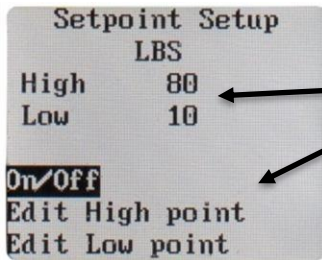 Setpoint Setup
LBS
High 80
Low 10
On/Off
Edit High point
Edit Low point